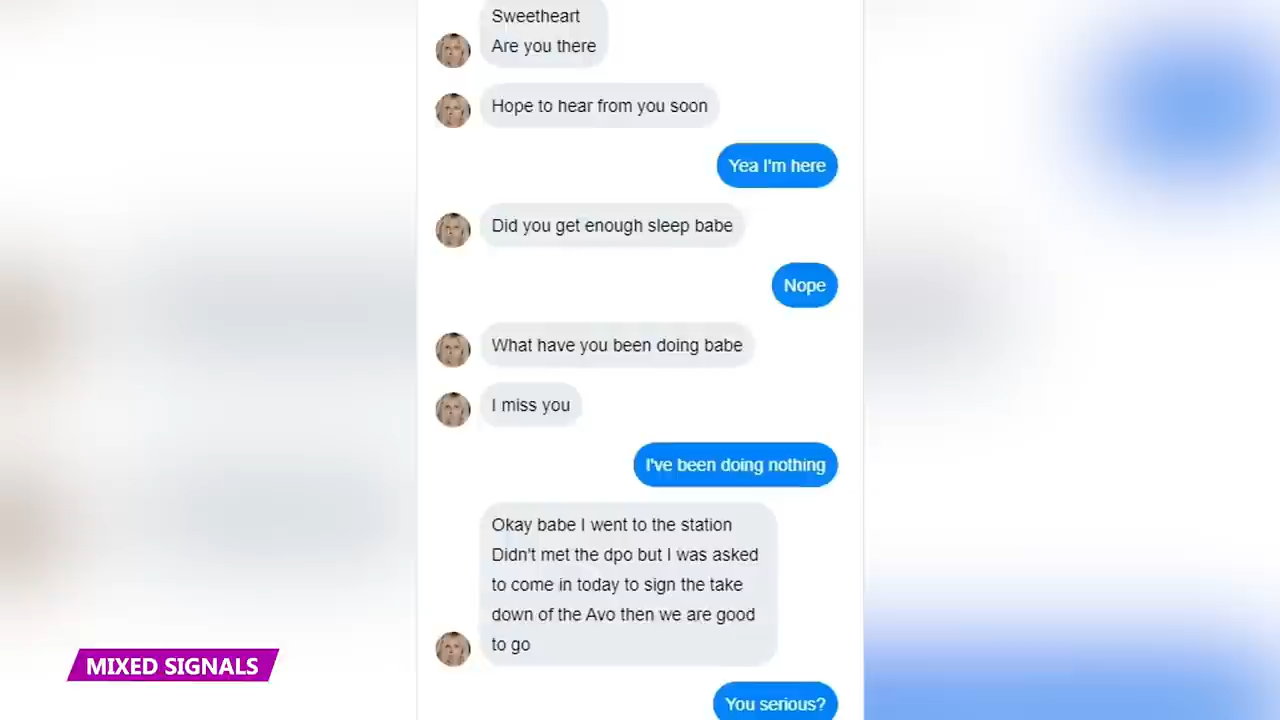 Sweetheart
Are you there
Hope to hear from you soon
Yea I'm here
Did you get enough sleep babe
Nope
What have you been doing babe
I miss you
I've been doing nothing
Okay babe I went to the station
Didn't met the dpo but I was asked
to come in today to sign the take
down of the Avo then we are good
to go
You serious?
MIXED SIGNALS